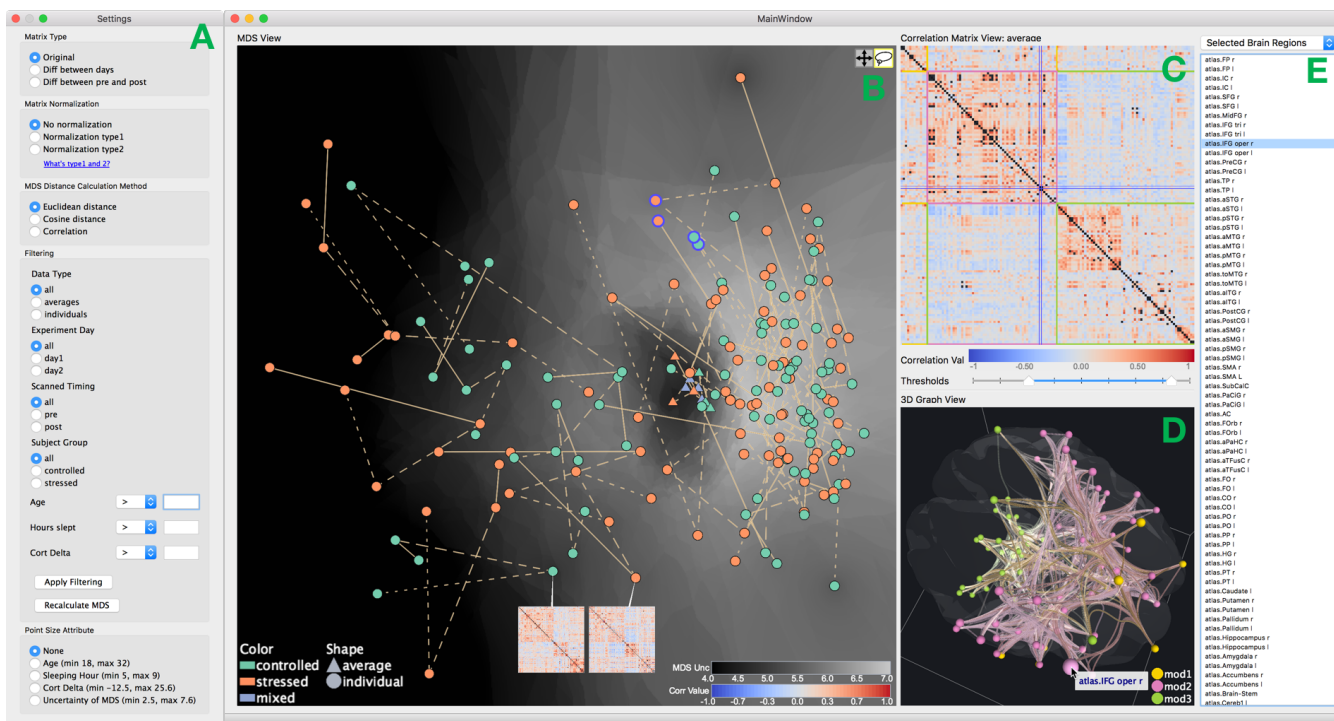 Settings
A
Matrix Type
Original
Diff between days
Diff between pre and post
Matrix Normalization
No normalization
Normalization type1
Normalization type2
What's type1 and 2?
MDS Distance Calculation Method
Euclidean distance
Cosine distance
Correlation
Filtering
Data Type
all
averages
individuals
Experiment Day
all
day1
day2
Scanned Timing
all
pre
post
Subject Group
all
controlled
stressed
Age >
Hours slept >
Cort Delta >
Apply Filtering
Recalculate MDS
Point Size Attribute
None
Age (min 18, max 32)
Sleeping Hour (min 5, max 9)
Cort Delta (min -12.5, max 25.6)
Uncertainty of MDS (min 2.5, max 7.6)
MainWindow
MDS View
B
Color Shape
controlled average
stressed individual
mixed
MDS Unc
4.0 5.0 6.0 7.0
Corr Value
-1.0 -0.7 -0.3 0.0 0.3 0.7 1.0
Correlation Matrix View: average
C
Correlation Val
-1 -0.50 0.00 0.50 1
Thresholds
3D Graph View
D
atlas.IFG oper r
mod1
mod2
mod3
Selected Brain Regions
E
atlas.FP r
atlas.FP l
atlas.IC r
atlas.IC l
atlas.SFG r
atlas.SFG l
atlas.MidFG r
atlas.IFG tri r
atlas.IFG tri l
atlas.IFG oper r
atlas.IFG oper l
atlas.PreCG r
atlas.PreCG l
atlas.TP r
atlas.TP l
atlas.aSTG r
atlas.aSTG l
atlas.pSTG r
atlas.pSTG l
atlas.aMTG r
atlas.aMTG l
atlas.pMTG r
atlas.pMTG l
atlas.toMTG r
atlas.toMTG l
atlas.aITG r
atlas.aITG l
atlas.PostCG r
atlas.PostCG l
atlas.aSMG r
atlas.aSMG l
atlas.pSMG r
atlas.pSMG l
atlas.SMA r
atlas.SMA L
atlas.SubCalC
atlas.PaCiG r
atlas.PaCiG l
atlas.AC
atlas.FOrb r
atlas.FOrb l
atlas.aPaHC r
atlas.aPaHC l
atlas.aTFusC r
atlas.aTFusC l
atlas.FO r
atlas.FO l
atlas.CO r
atlas.CO l
atlas.PO r
atlas.PO l
atlas.PP r
atlas.PP l
atlas.HG r
atlas.HG l
atlas.PT r
atlas.PT l
atlas.Caudate l
atlas.Putamen r
atlas.Putamen l
atlas.Pallidum r
atlas.Pallidum l
atlas.Hippocampus r
atlas.Hippocampus l
atlas.Amygdala r
atlas.Amygdala l
atlas.Accumbens r
atlas.Accumbens l
atlas.Brain-Stem
atlas.Cereb1 l